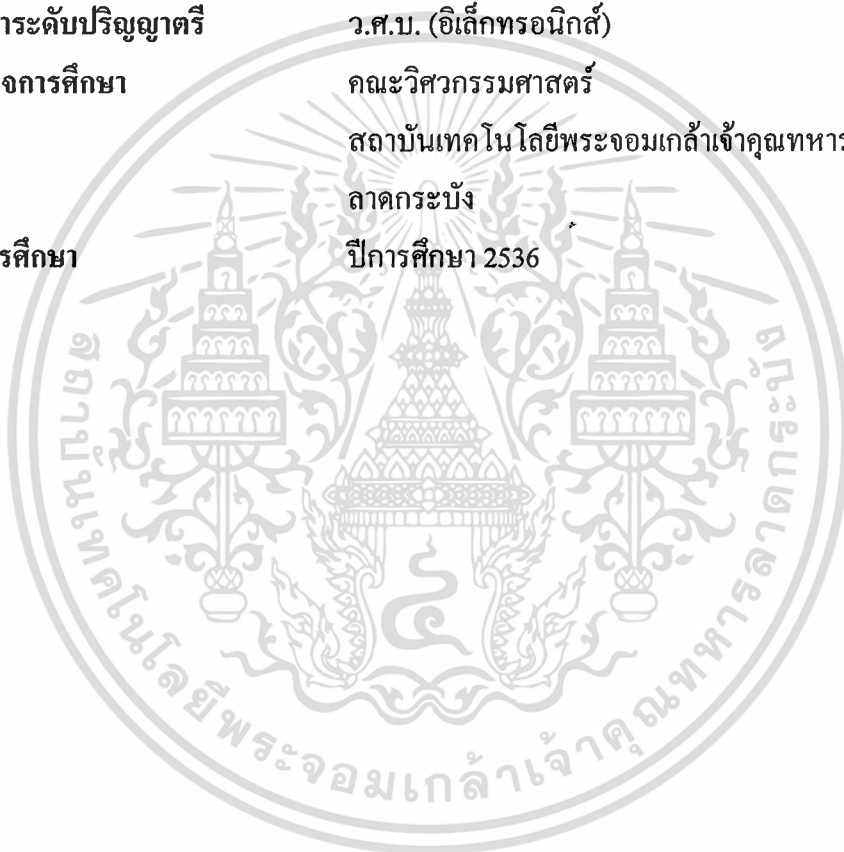 าระดับปริญญาตรี ว.ศ.บ. (อิเล็กทรอนิกส์)
จการศึกษา คณะวิศวกรรมศาสตร์
สถาบันเทคโนโลยีพระจอมเกล้าเจ้าคุณทหาร
ลาดกระบัง
รศึกษา ปีการศึกษา 2536
สถาบันเทคโนโลยีพระจอมเกล้าเจ้าคุณทหารลาดกระบัง